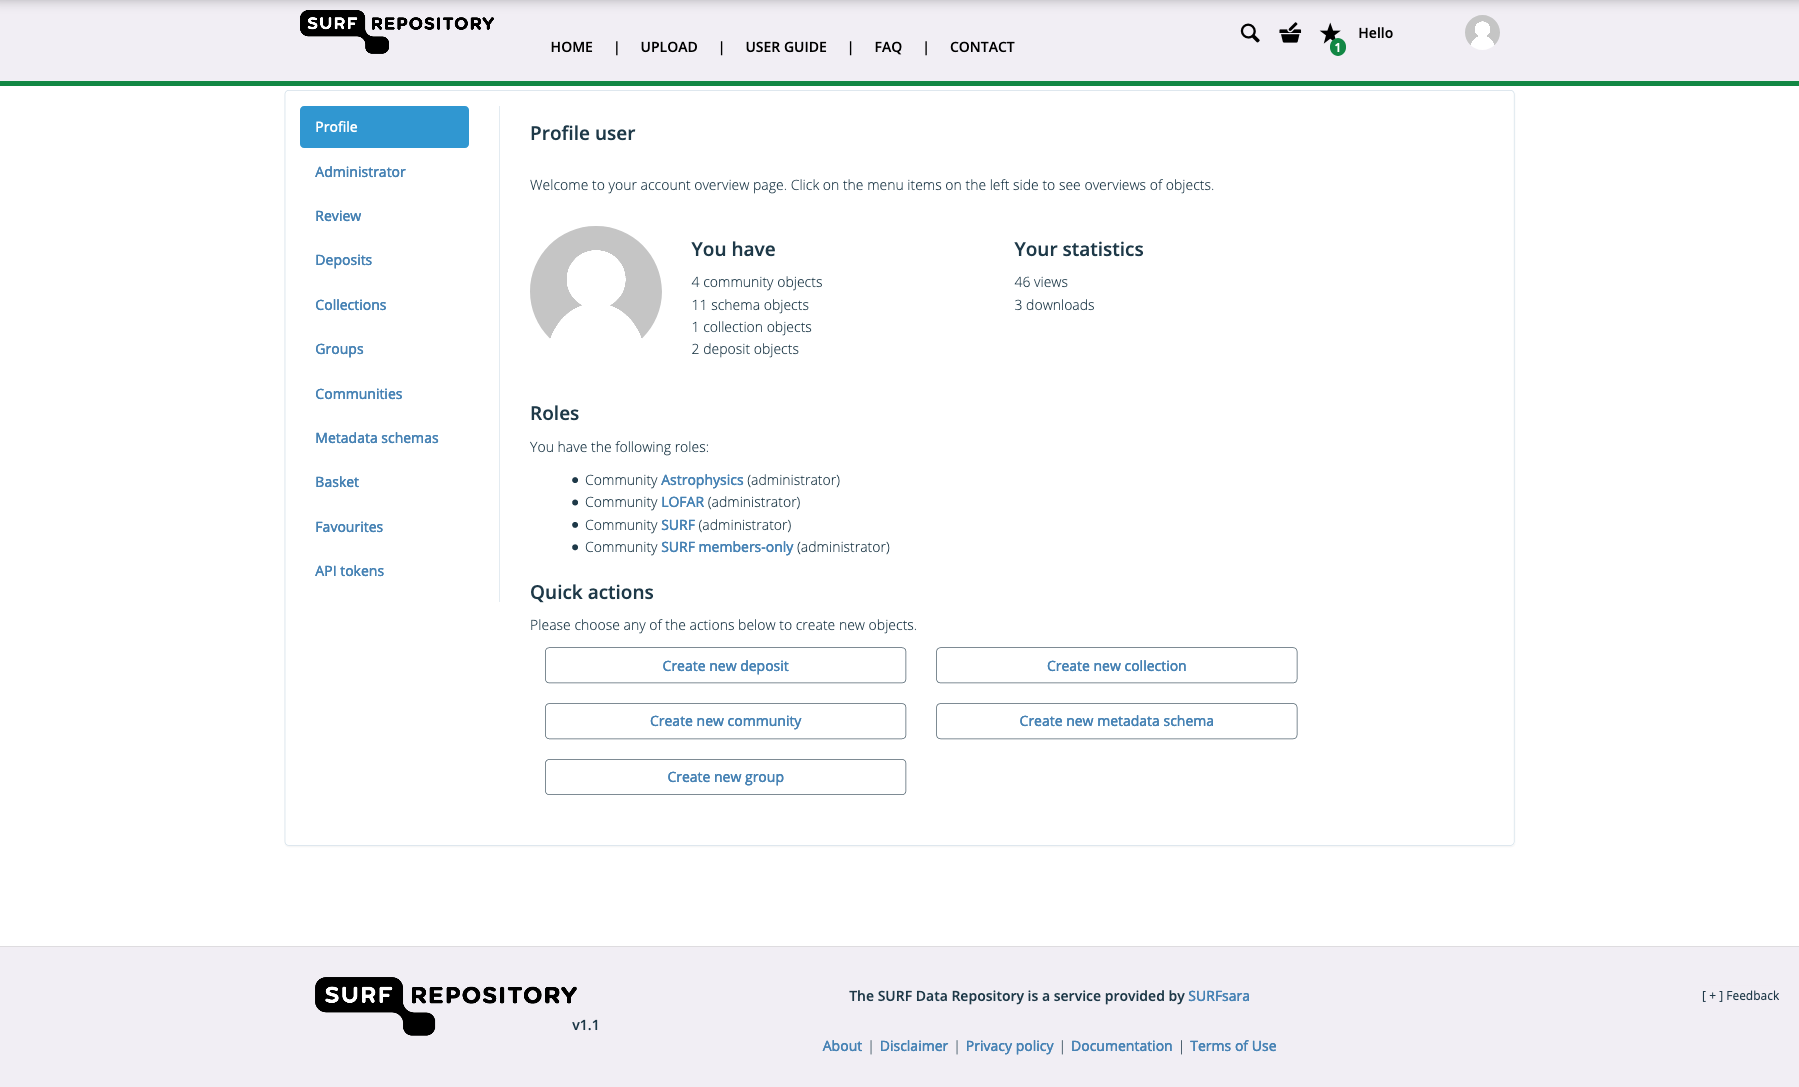 SURF REPOSITORY
HOME | UPLOAD | USER GUIDE | FAQ | CONTACT
1
Hello
Profile
Administrator
Review
Deposits
Collections
Groups
Communities
Metadata schemas
Basket
Favourites
API tokens
Profile user
Welcome to your account overview page. Click on the menu items on the left side to see overviews of objects.
You have
4 community objects
11 schema objects
1 collection objects
2 deposit objects
Your statistics
46 views
3 downloads
Roles
You have the following roles:
Community Astrophysics (administrator)
Community LOFAR (administrator)
Community SURF (administrator)
Community SURF members-only (administrator)
Quick actions
Please choose any of the actions below to create new objects.
Create new deposit
Create new collection
Create new community
Create new metadata schema
Create new group
SURF REPOSITORY
v1.1
The SURF Data Repository is a service provided by SURFsara
About | Disclaimer | Privacy policy | Documentation | Terms of Use
[ + ] Feedback